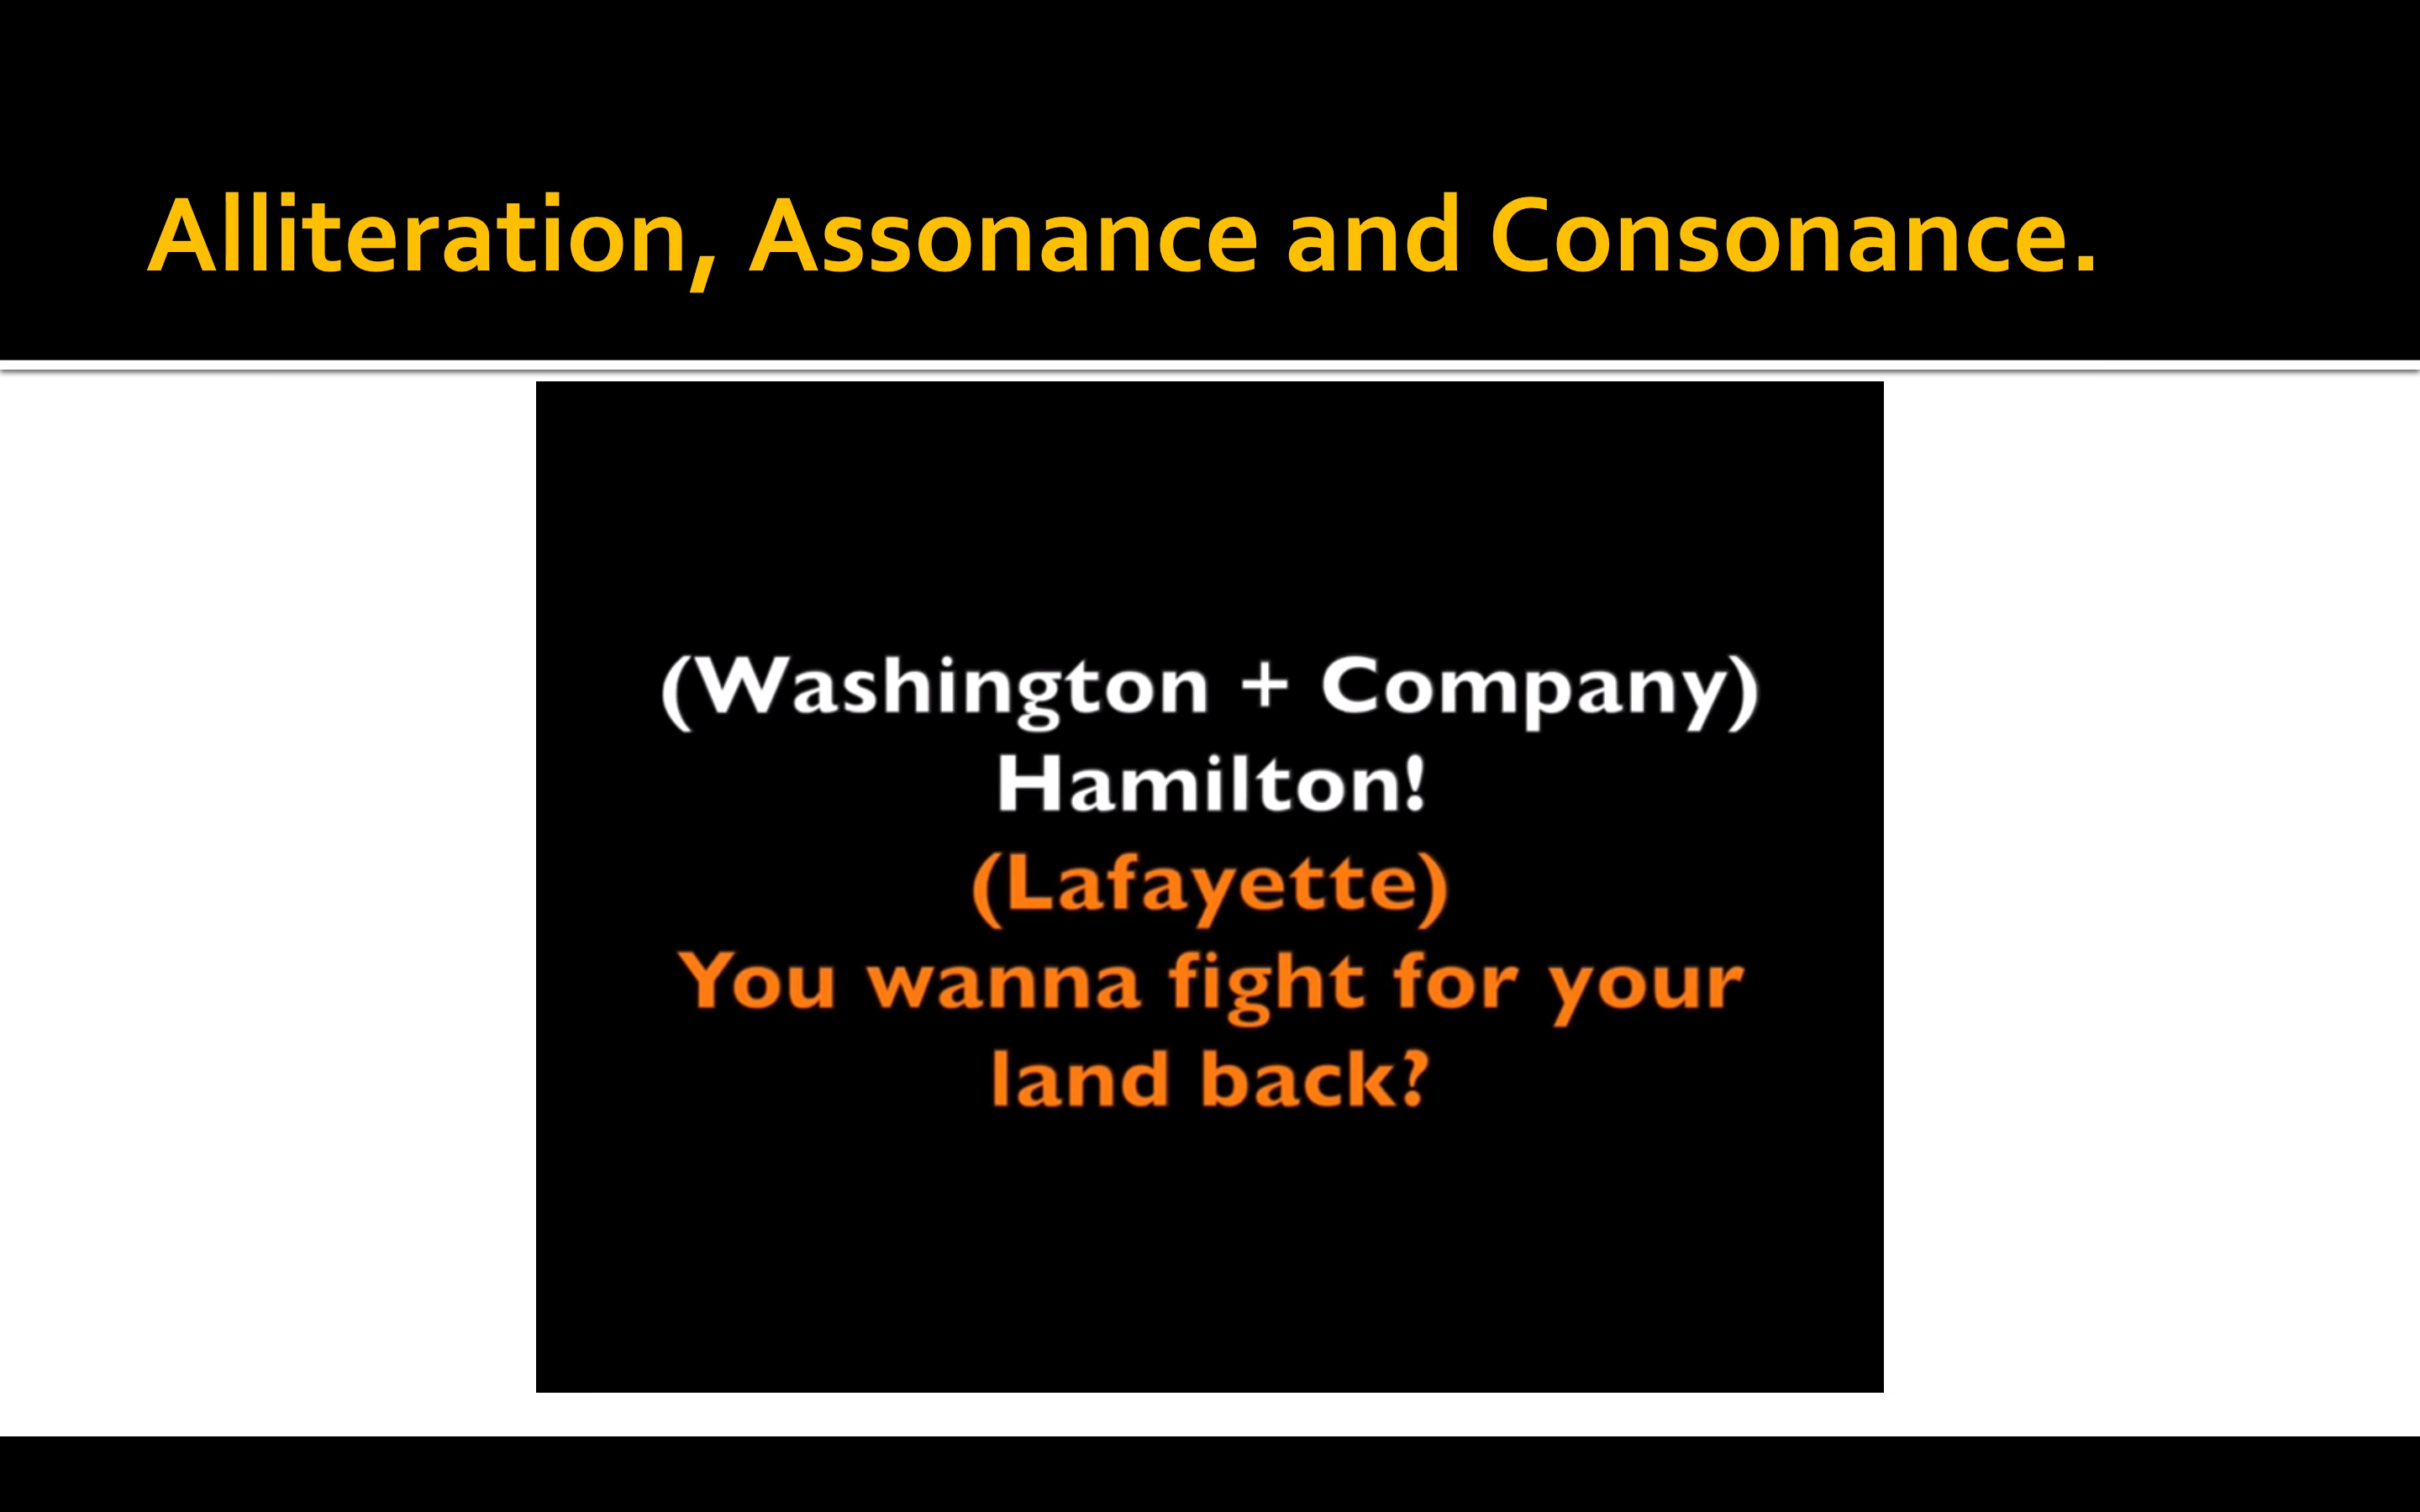 Alliteration, Assonance and Consonance.
(Washington + Company)
Hamilton!
(Lafayette)
You wanna fight for your
land back?